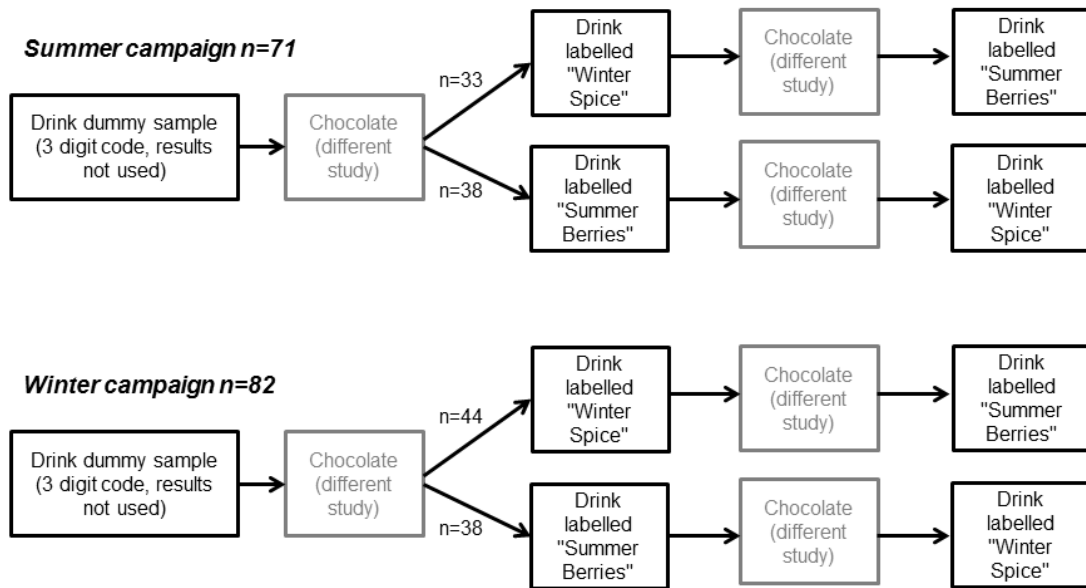 Summer campaign n=71
Drink dummy sample
(3 digit code, results
not used)
Chocolate
(different
study)
n=33
n=38
Drink
labelled
"Winter
Spice"
Chocolate
(different
study)
Drink
labelled
"Summer
Berries"
Drink
labelled
"Summer
Berries"
Chocolate
(different
study)
Drink
labelled
"Winter
Spice"
Winter campaign n=82
Drink dummy sample
(3 digit code, results
not used)
Chocolate
(different
study)
n=44
n=38
Drink
labelled
"Winter
Spice"
Chocolate
(different
study)
Drink
labelled
"Summer
Berries"
Drink
labelled
"Summer
Berries"
Chocolate
(different
study)
Drink
labelled
"Winter
Spice"